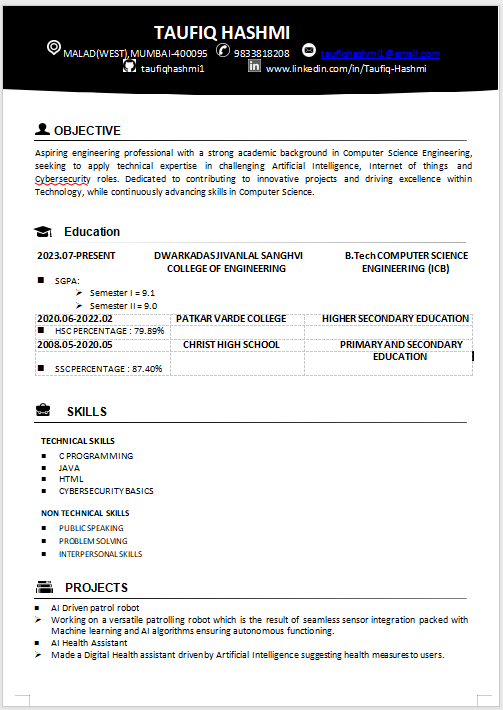 TAUFIQ HASHMI
MALAD(WEST),MUMBAI-400095 9833818208 taufiqhashmi1@gmail.com
taufiqhashmi1 www.linkedin.com/in/Taufiq-Hashmi
OBJECTIVE
Aspiring engineering professional with a strong academic background in Computer Science Engineering,
seeking to apply technical expertise in challenging Artificial Intelligence, Internet of things and
Cybersecurity roles. Dedicated to contributing to innovative projects and driving excellence within
Technology, while continuously advancing skills in Computer Science.
Education
2023.07-PRESENT DWARKADAS JIVANLAL SANGHVI B.Tech COMPUTER SCIENCE
COLLEGE OF ENGINEERING ENGINEERING (ICB)
SGPA:
Semester I = 9.1
Semester II = 9.0
2020.06-2022.02 PATKAR VARDE COLLEGE HIGHER SECONDARY EDUCATION
HSC PERCENTAGE : 79.89%
2008.05-2020.05 CHRIST HIGH SCHOOL PRIMARY AND SECONDARY
EDUCATION
SSC PERCENTAGE : 87.40%
SKILLS
TECHNICAL SKILLS
C PROGRAMMING
JAVA
HTML
CYBERSECURITY BASICS
NON TECHNICAL SKILLS
PUBLIC SPEAKING
PROBLEM SOLVING
INTERPERSONAL SKILLS
PROJECTS
AI Driven patrol robot
Working on a versatile patrolling robot which is the result of seamless sensor integration packed with
Machine learning and AI algorithms ensuring autonomous functioning.
AI Health Assistant
Made a Digital Health assistant driven by Artificial Intelligence suggesting health measures to users.